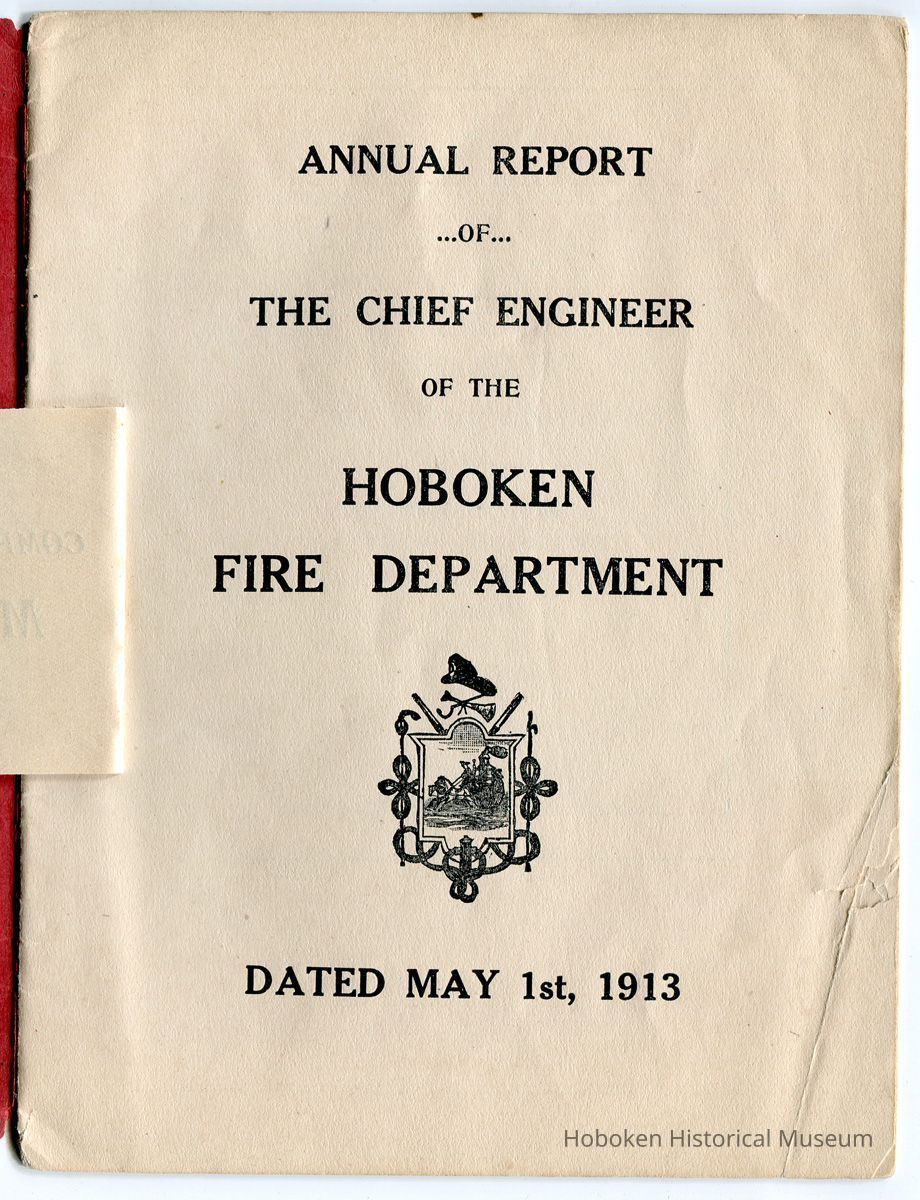 ANNUAL REPORT
...OF...
THE CHIEF ENGINEER
OF THE
HOBOKEN
FIRE DEPARTMENT
DATED MAY 1st, 1913
Hoboken Historical Museum